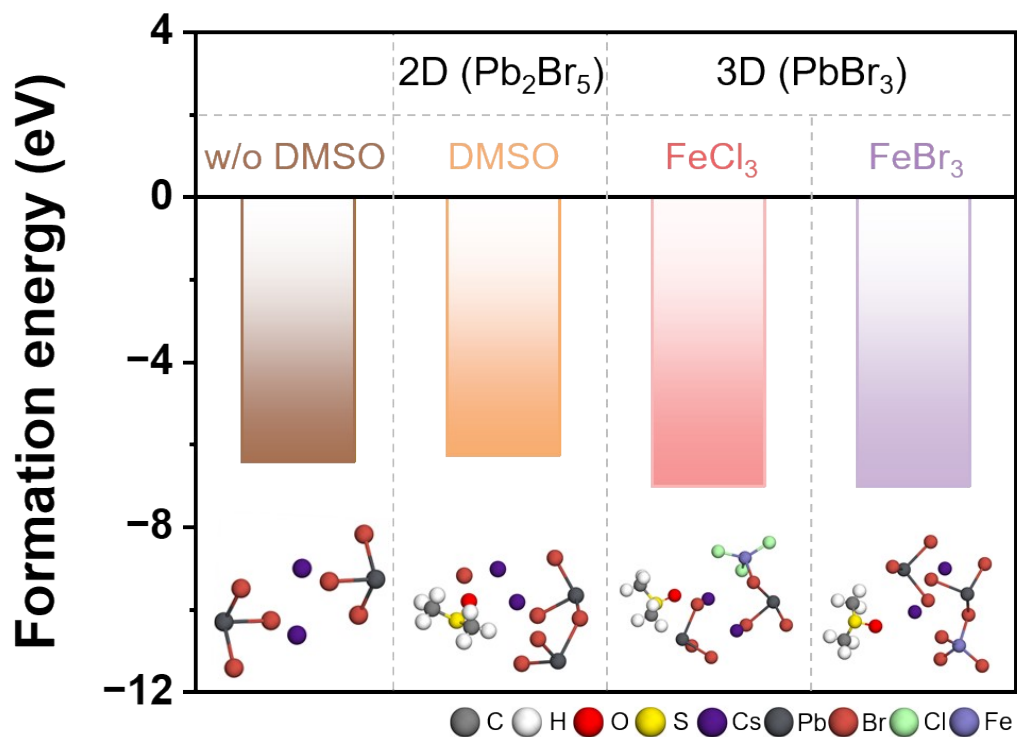 Formation energy (eV)
4
0
−4
−8
−12
2D (Pb₂Br₅)
3D (PbBr₃)
w/o DMSO
DMSO
FeCl₃
FeBr₃
C H O S Cs Pb Br Cl Fe